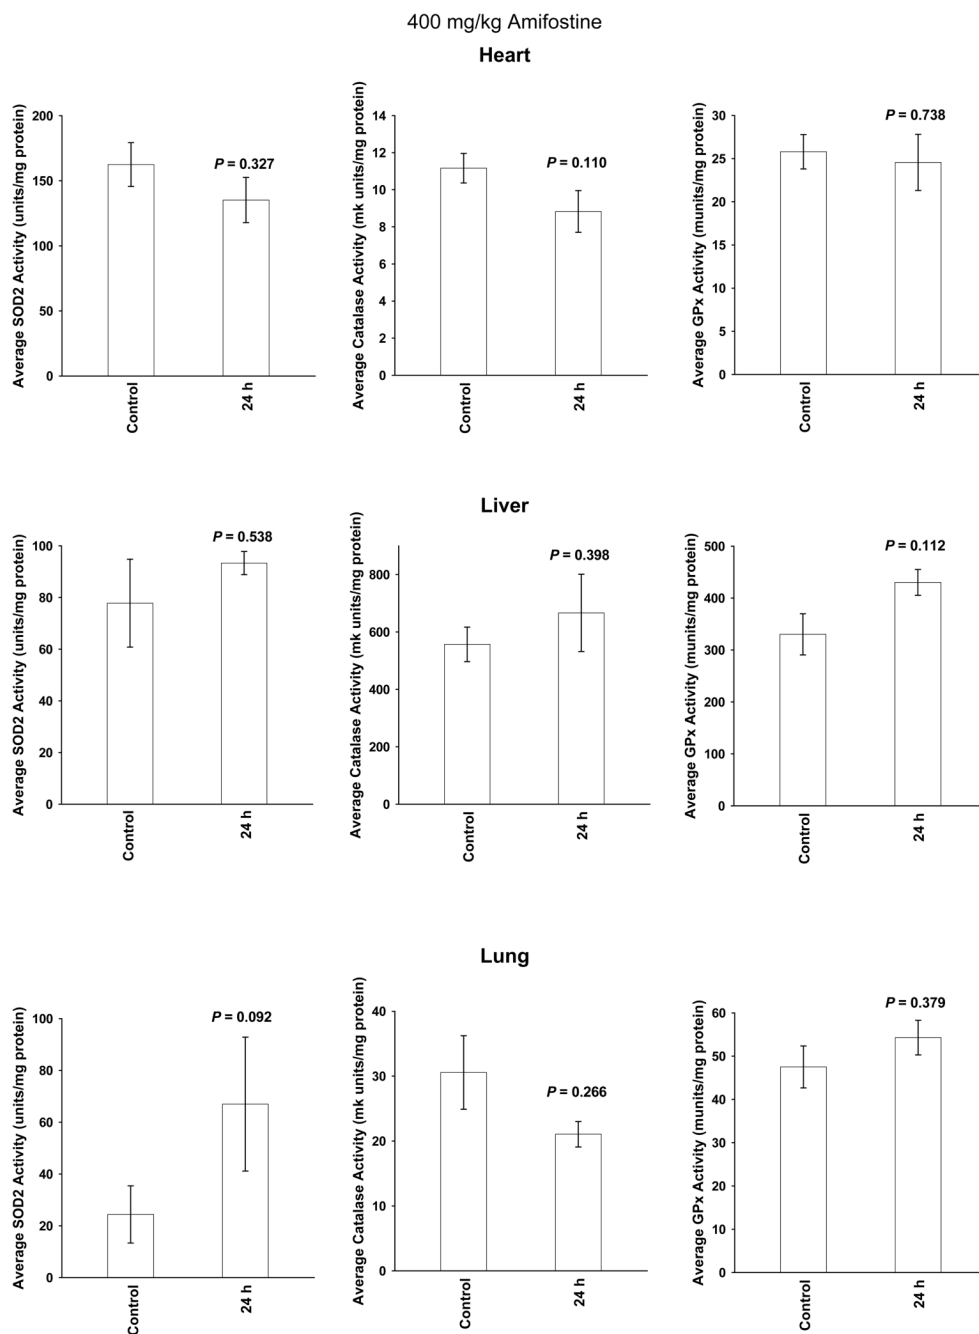 400 mg/kg Amifostine
Heart
Average SOD2 Activity (units/mg protein)
200
150
100
50
0
P = 0.327
Control
24 h
Average Catalase Activity (mk units/mg protein)
14
12
10
8
6
4
2
0
P = 0.110
Control
24 h
Average GPx Activity (munits/mg protein)
30
25
20
15
10
5
0
P = 0.738
Control
24 h
Liver
Average SOD2 Activity (units/mg protein)
100
80
60
40
20
0
P = 0.538
Control
24 h
Average Catalase Activity (mk units/mg protein)
800
600
400
200
0
P = 0.398
Control
24 h
Average GPx Activity (munits/mg protein)
500
400
300
200
100
0
P = 0.112
Control
24 h
Lung
Average SOD2 Activity (units/mg protein)
100
80
60
40
20
0
P = 0.092
Control
24 h
Average Catalase Activity (mk units/mg protein)
40
30
20
10
0
P = 0.266
Control
24 h
Average GPx Activity (munits/mg protein)
60
50
40
30
20
10
0
P = 0.379
Control
24 h